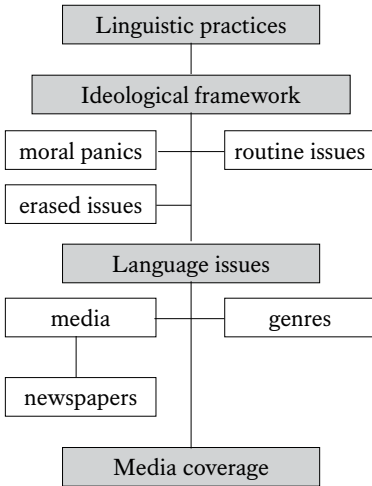 Linguistic practices
Ideological framework
moral panics
routine issues
erased issues
Language issues
media
genres
newspapers
Media coverage